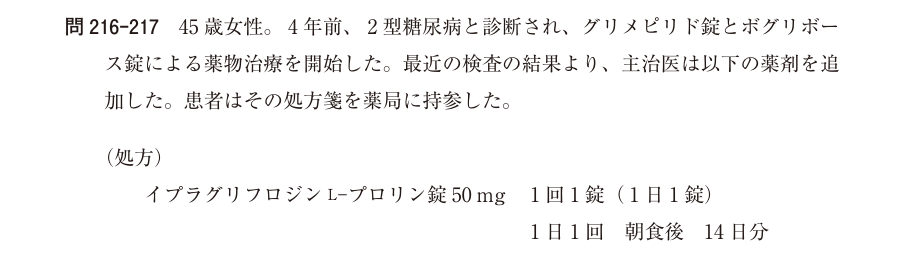 問 216−217　45 歳女性。4 年前、2 型糖尿病と診断され、グリメピリド錠とボグリボー
ス錠による薬物治療を開始した。最近の検査の結果より、主治医は以下の薬剤を追
加した。患者はその処方箋を薬局に持参した。
（処方）
イプラグリフロジン L−プロリン錠 50 mg　1 回 1 錠（1 日 1 錠）
1 日 1 回　朝食後　14 日分